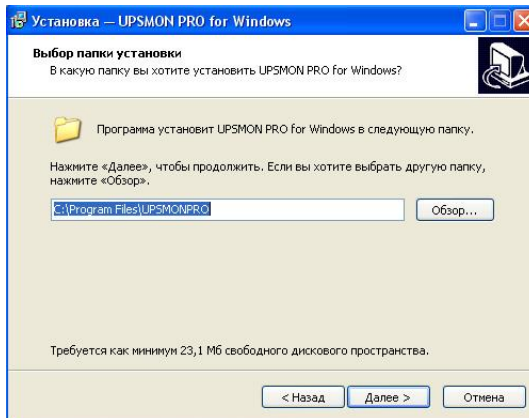 Установка — UPSMON PRO for Windows
Выбор папки установки
В какую папку вы хотите установить UPSMON PRO for Windows?
Программа установит UPSMON PRO for Windows в следующую папку.
Нажмите «Далее», чтобы продолжить. Если вы хотите выбрать другую папку,
нажмите «Обзор».
C:\Program Files\UPSMONPRO
Обзор...
Требуется как минимум 23,1 Мб свободного дискового пространства.
< Назад
Далее >
Отмена